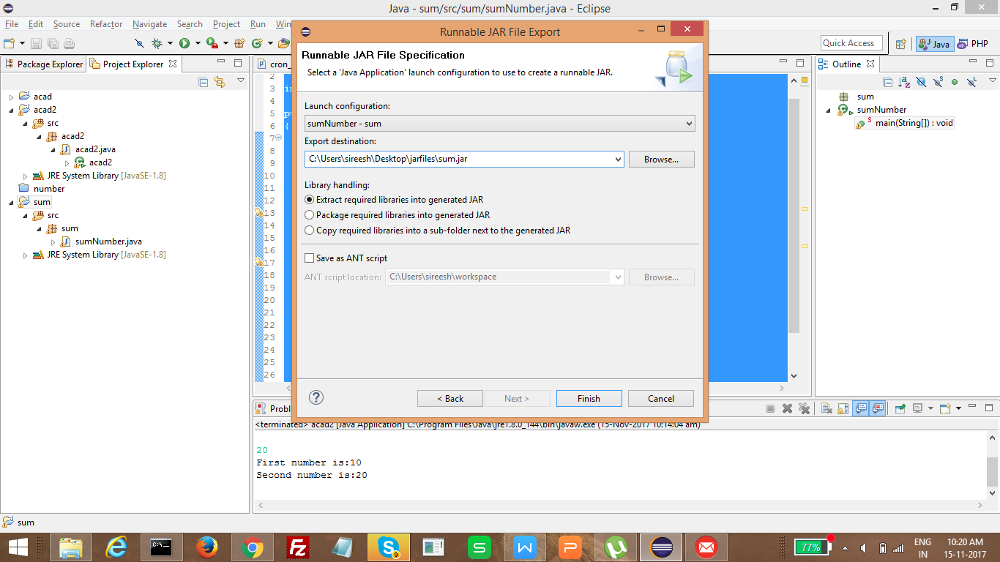 Java - sum/src/sum/sumNumber.java - Eclipse
File Edit Source Refactor Navigate Search Project Run Win
Quick Access
Java
PHP
Package Explorer
Project Explorer
acad
acad2
src
acad2
acad2.java
acad2
JRE System Library [JavaSE-1.8]
number
sum
src
sum
sumNumber.java
JRE System Library [JavaSE-1.8]
cron_
2
3
4
5
6
7
8
9
10
11
12
13
14
15
16
17
18
19
20
21
22
23
24
25
26
{
Runnable JAR File Export
Runnable JAR File Specification
Select a 'Java Application' launch configuration to use to create a runnable JAR.
Launch configuration:
sumNumber - sum
Export destination:
C:\Users\sireesh\Desktop\jarfiles\sum.jar
Browse...
Library handling:
Extract required libraries into generated JAR
Package required libraries into generated JAR
Copy required libraries into a sub-folder next to the generated JAR
Save as ANT script
ANT script location:
C:\Users\sireesh\workspace
Browse...
?
< Back
Next >
Finish
Cancel
Outline
sum
sumNumber
S main(String[]) : void
Probl
<terminated> acad2 [Java Application] C:\Program Files\Java\jre1.8.0_144\bin\javaw.exe (15-Nov-2017 10:14:04 am)
20
First number is:10
Second number is:20
sum
C:\_
Fz
S
9
S
W
P
77%
ENG
IN
10:20 AM
15-11-2017